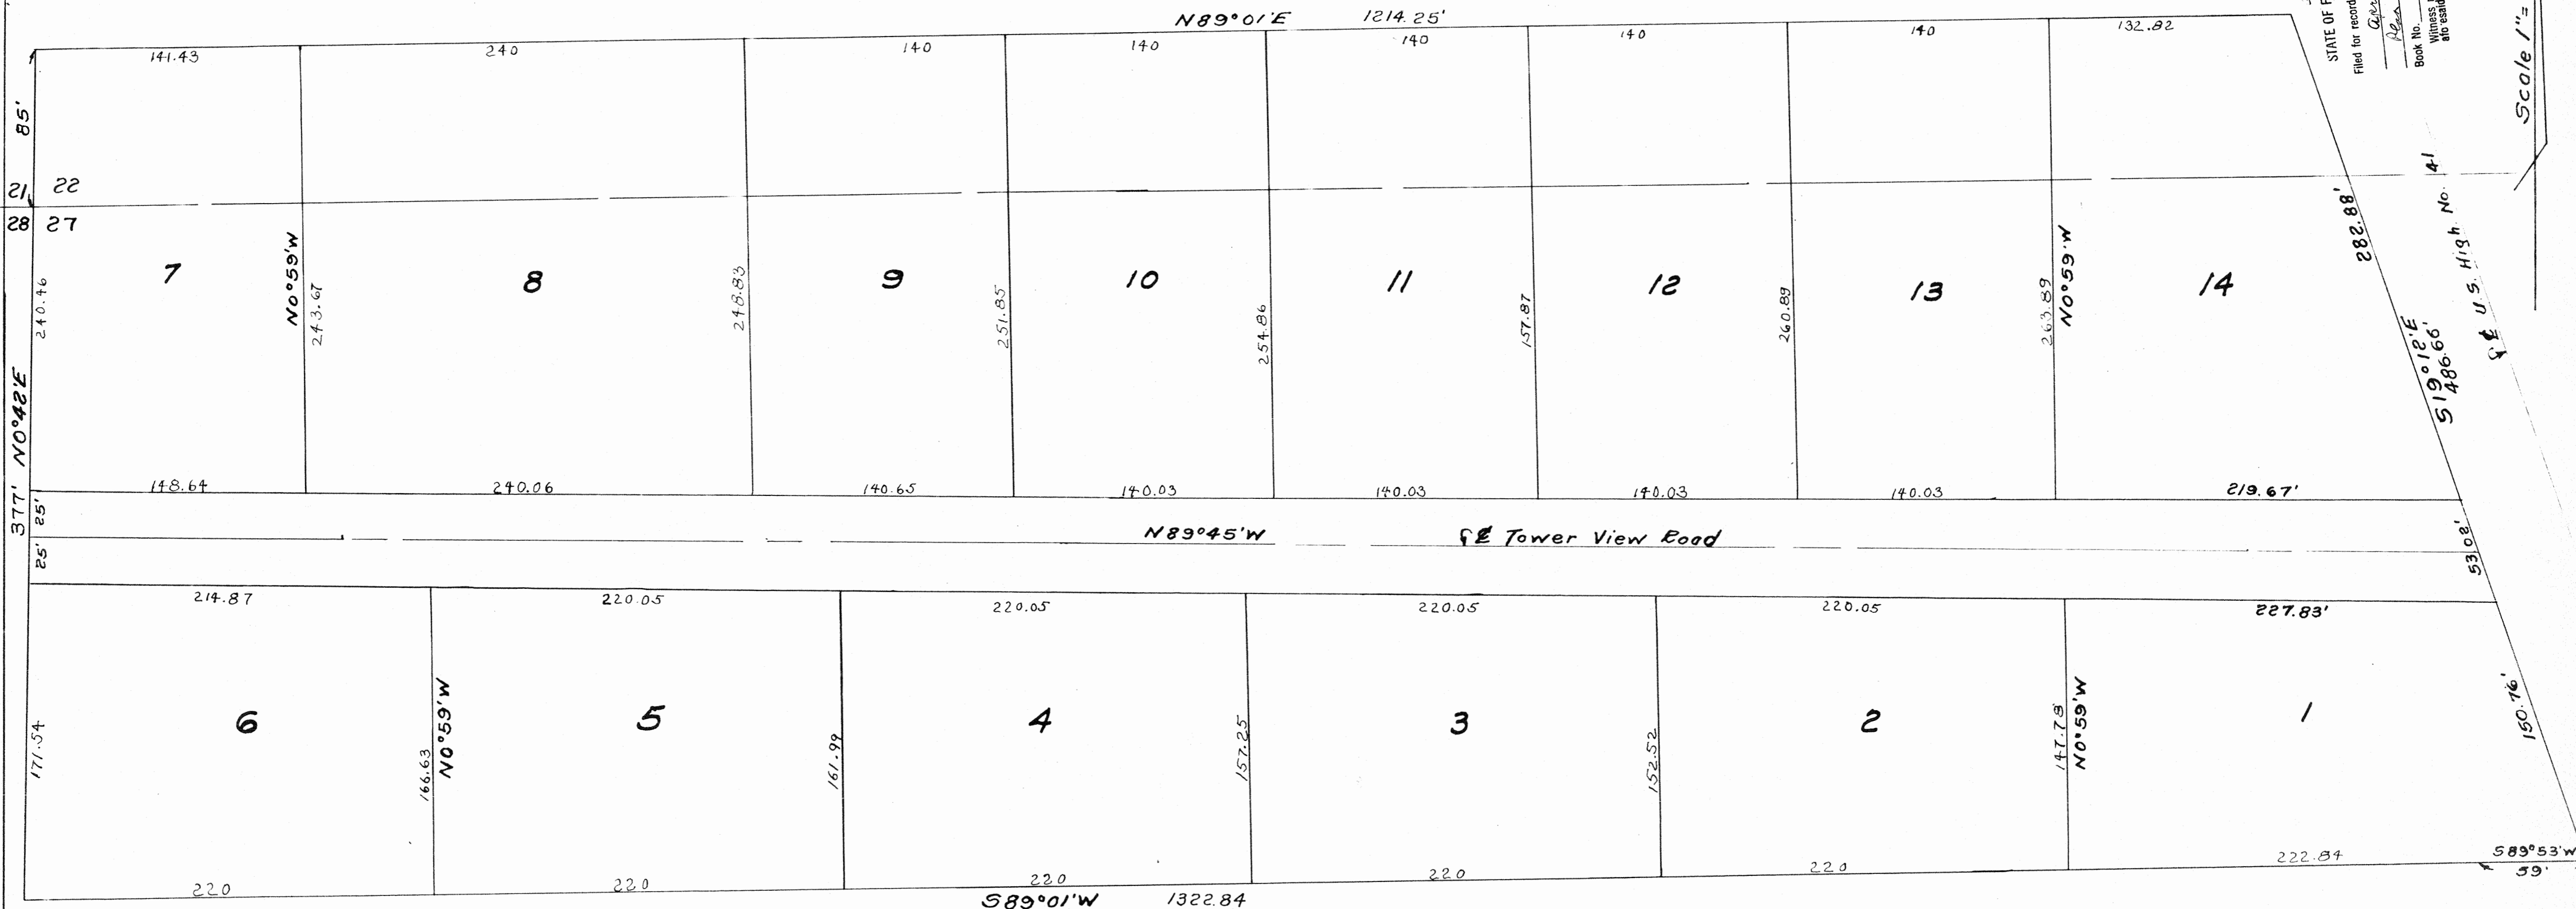 N89°01'E 1214.25'
141.43 240 140 140 140 140 140 132.82
STATE OF F
Filed for record
Book No.
Witness
Scale 1"=
85'
21 22
28 27
7 8 9 10 11 12 13 14
240.46
N0°59'W
243.67
248.83
251.85
254.86
157.87
260.89
263.89
N0°59'W
282.88'
S19°12'E
486.66'
℄ U.S. High. No. 41
377' N0°42'E
148.64 240.06 140.65 140.03 140.03 140.03 140.03 219.67'
25'
25'
N89°45'W ℄ Tower View Road
53.02'
214.87 220.05 220.05 220.05 220.05 227.83'
6 5 4 3 2 1
171.54
166.63
N0°59'W
161.99
157.25
152.52
147.78
N0°59'W
150.76'
220 220 220 220 220 222.84
S89°53'W
59'
S89°01'W 1322.84